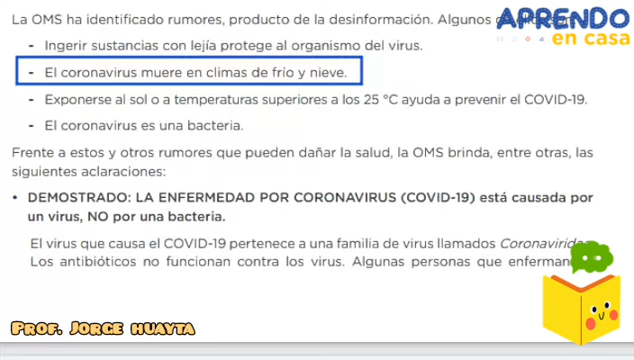 La OMS ha identificado rumores, producto de la desinformación. Algunos
APRENDO
en casa
- Ingerir sustancias con lejía protege al organismo del virus.
- El coronavirus muere en climas de frío y nieve.
- Exponerse al sol o a temperaturas superiores a los 25 °C ayuda a prevenir el COVID-19.
- El coronavirus es una bacteria.
Frente a estos y otros rumores que pueden dañar la salud, la OMS brinda, entre otras, las
siguientes aclaraciones:
• DEMOSTRADO: LA ENFERMEDAD POR CORONAVIRUS (COVID-19) está causada por
un virus, NO por una bacteria.
El virus que causa el COVID-19 pertenece a una familia de virus llamados
Los antibióticos no funcionan contra los virus. Algunas personas que
Prof. Jorge huayta